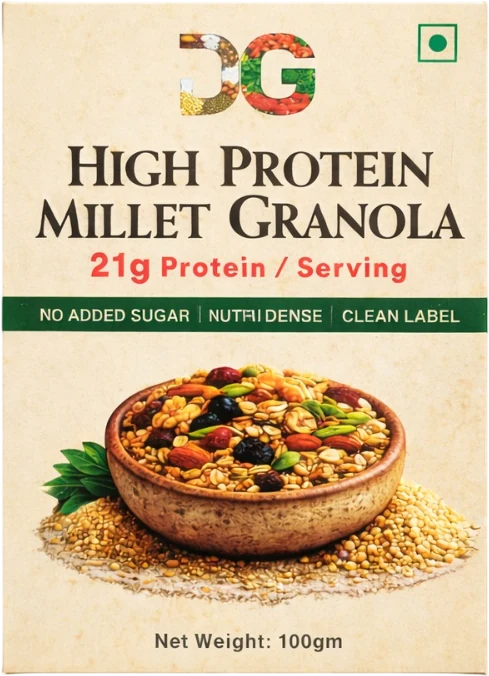 DG
HIGH PROTEIN
MILLET GRANOLA
21g Protein / Serving
NO ADDED SUGAR | NUTRI DENSE | CLEAN LABEL
Net Weight: 100gm